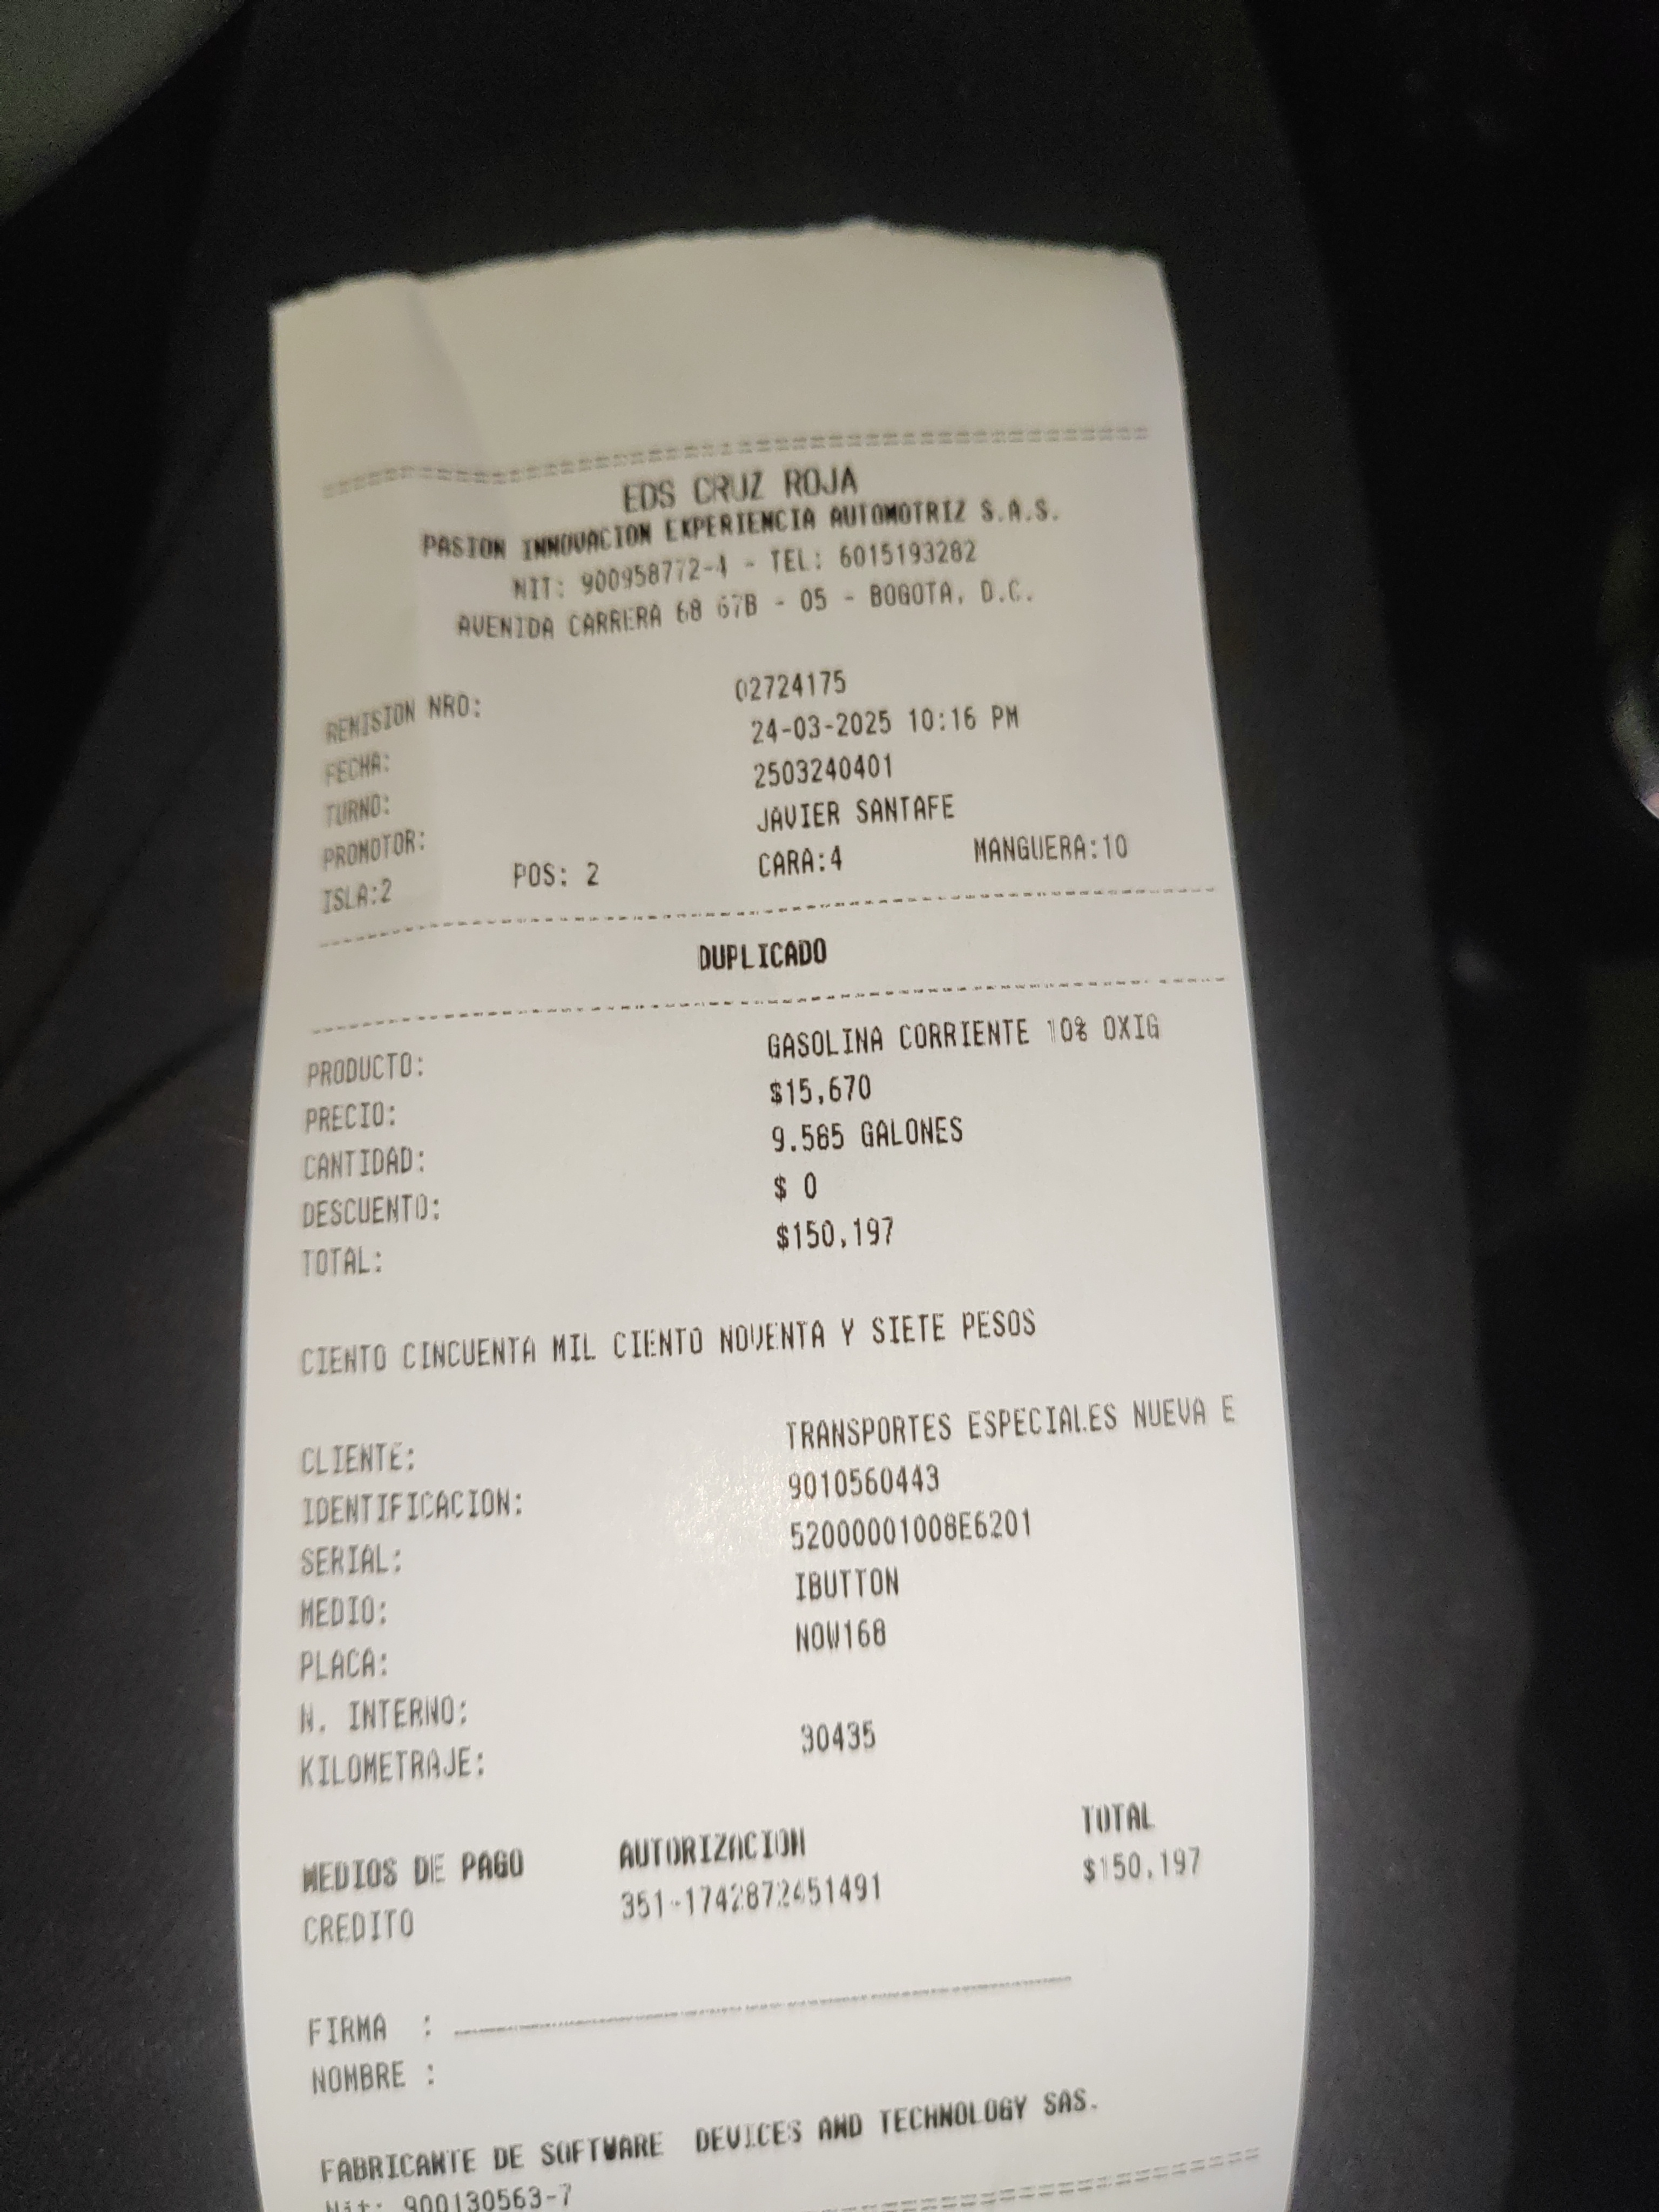 EDS CRUZ ROJA
PASION INNOVACION EXPERIENCIA AUTOMOTRIZ S.A.S.
NIT: 900958772-4 - TEL: 6015193282
AVENIDA CARRERA 68 67B - 05 - BOGOTA, D.C.
REMISION NRO: 02724175
FECHA: 24-03-2025 10:16 PM
TURNO: 2503240401
PROMOTOR: JAVIER SANTAFE
ISLA:2 POS: 2 CARA:4 MANGUERA:10
DUPLICADO
PRODUCTO: GASOLINA CORRIENTE 10% OXIG
PRECIO: $15,670
CANTIDAD: 9.585 GALONES
DESCUENTO: $ 0
TOTAL: $150,197
CIENTO CINCUENTA MIL CIENTO NOVENTA Y SIETE PESOS
CLIENTE: TRANSPORTES ESPECIALES NUEVA E
IDENTIFICACION: 9010560443
SERIAL: 52000001008E6201
MEDIO: IBUTTON
PLACA: NOW168
N. INTERNO:
KILOMETRAJE: 30435
MEDIOS DE PAGO AUTORIZACION TOTAL
CREDITO 351-1742872451491 $150,197
FIRMA :
NOMBRE :
FABRICANTE DE SOFTWARE DEVICES AND TECHNOLOGY SAS.
Nit: 900130563-7